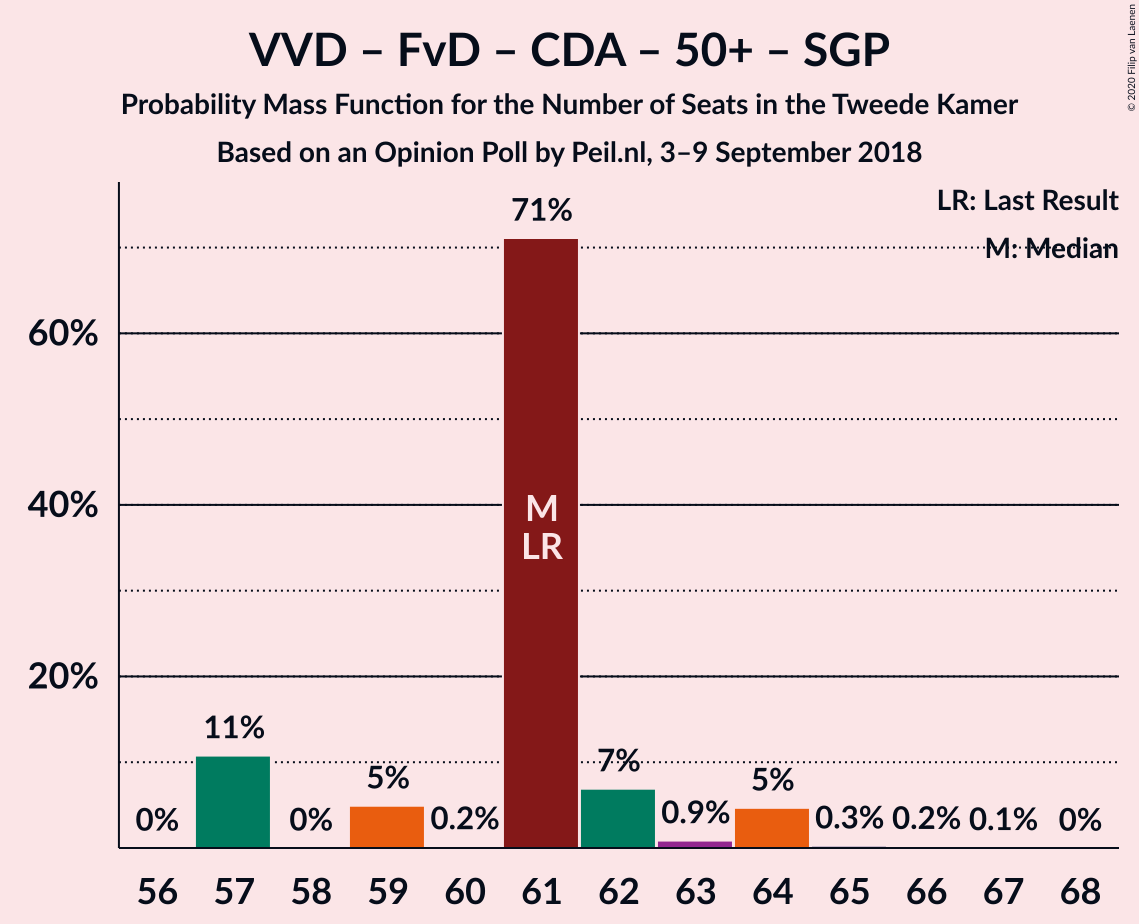 VVD – FvD – CDA – 50+ – SGP
Probability Mass Function for the Number of Seats in the Tweede Kamer
Based on an Opinion Poll by Peil.nl, 3–9 September 2018
© 2020 Filip van Laenen
LR: Last Result
M: Median
60%
40%
20%
0%
11%
0%
5%
0.2%
71%
7%
0.9%
5%
0.3%
0.2%
0.1%
0%
M
LR
56 57 58 59 60 61 62 63 64 65 66 67 68